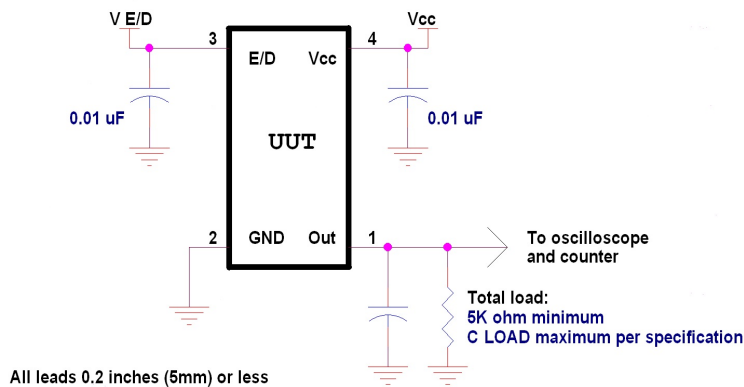 V E/D
Vcc
3
4
E/D
Vcc
0.01 uF
0.01 uF
UUT
2
GND
Out
1
To oscilloscope
and counter
Total load:
5K ohm minimum
C LOAD maximum per specification
All leads 0.2 inches (5mm) or less